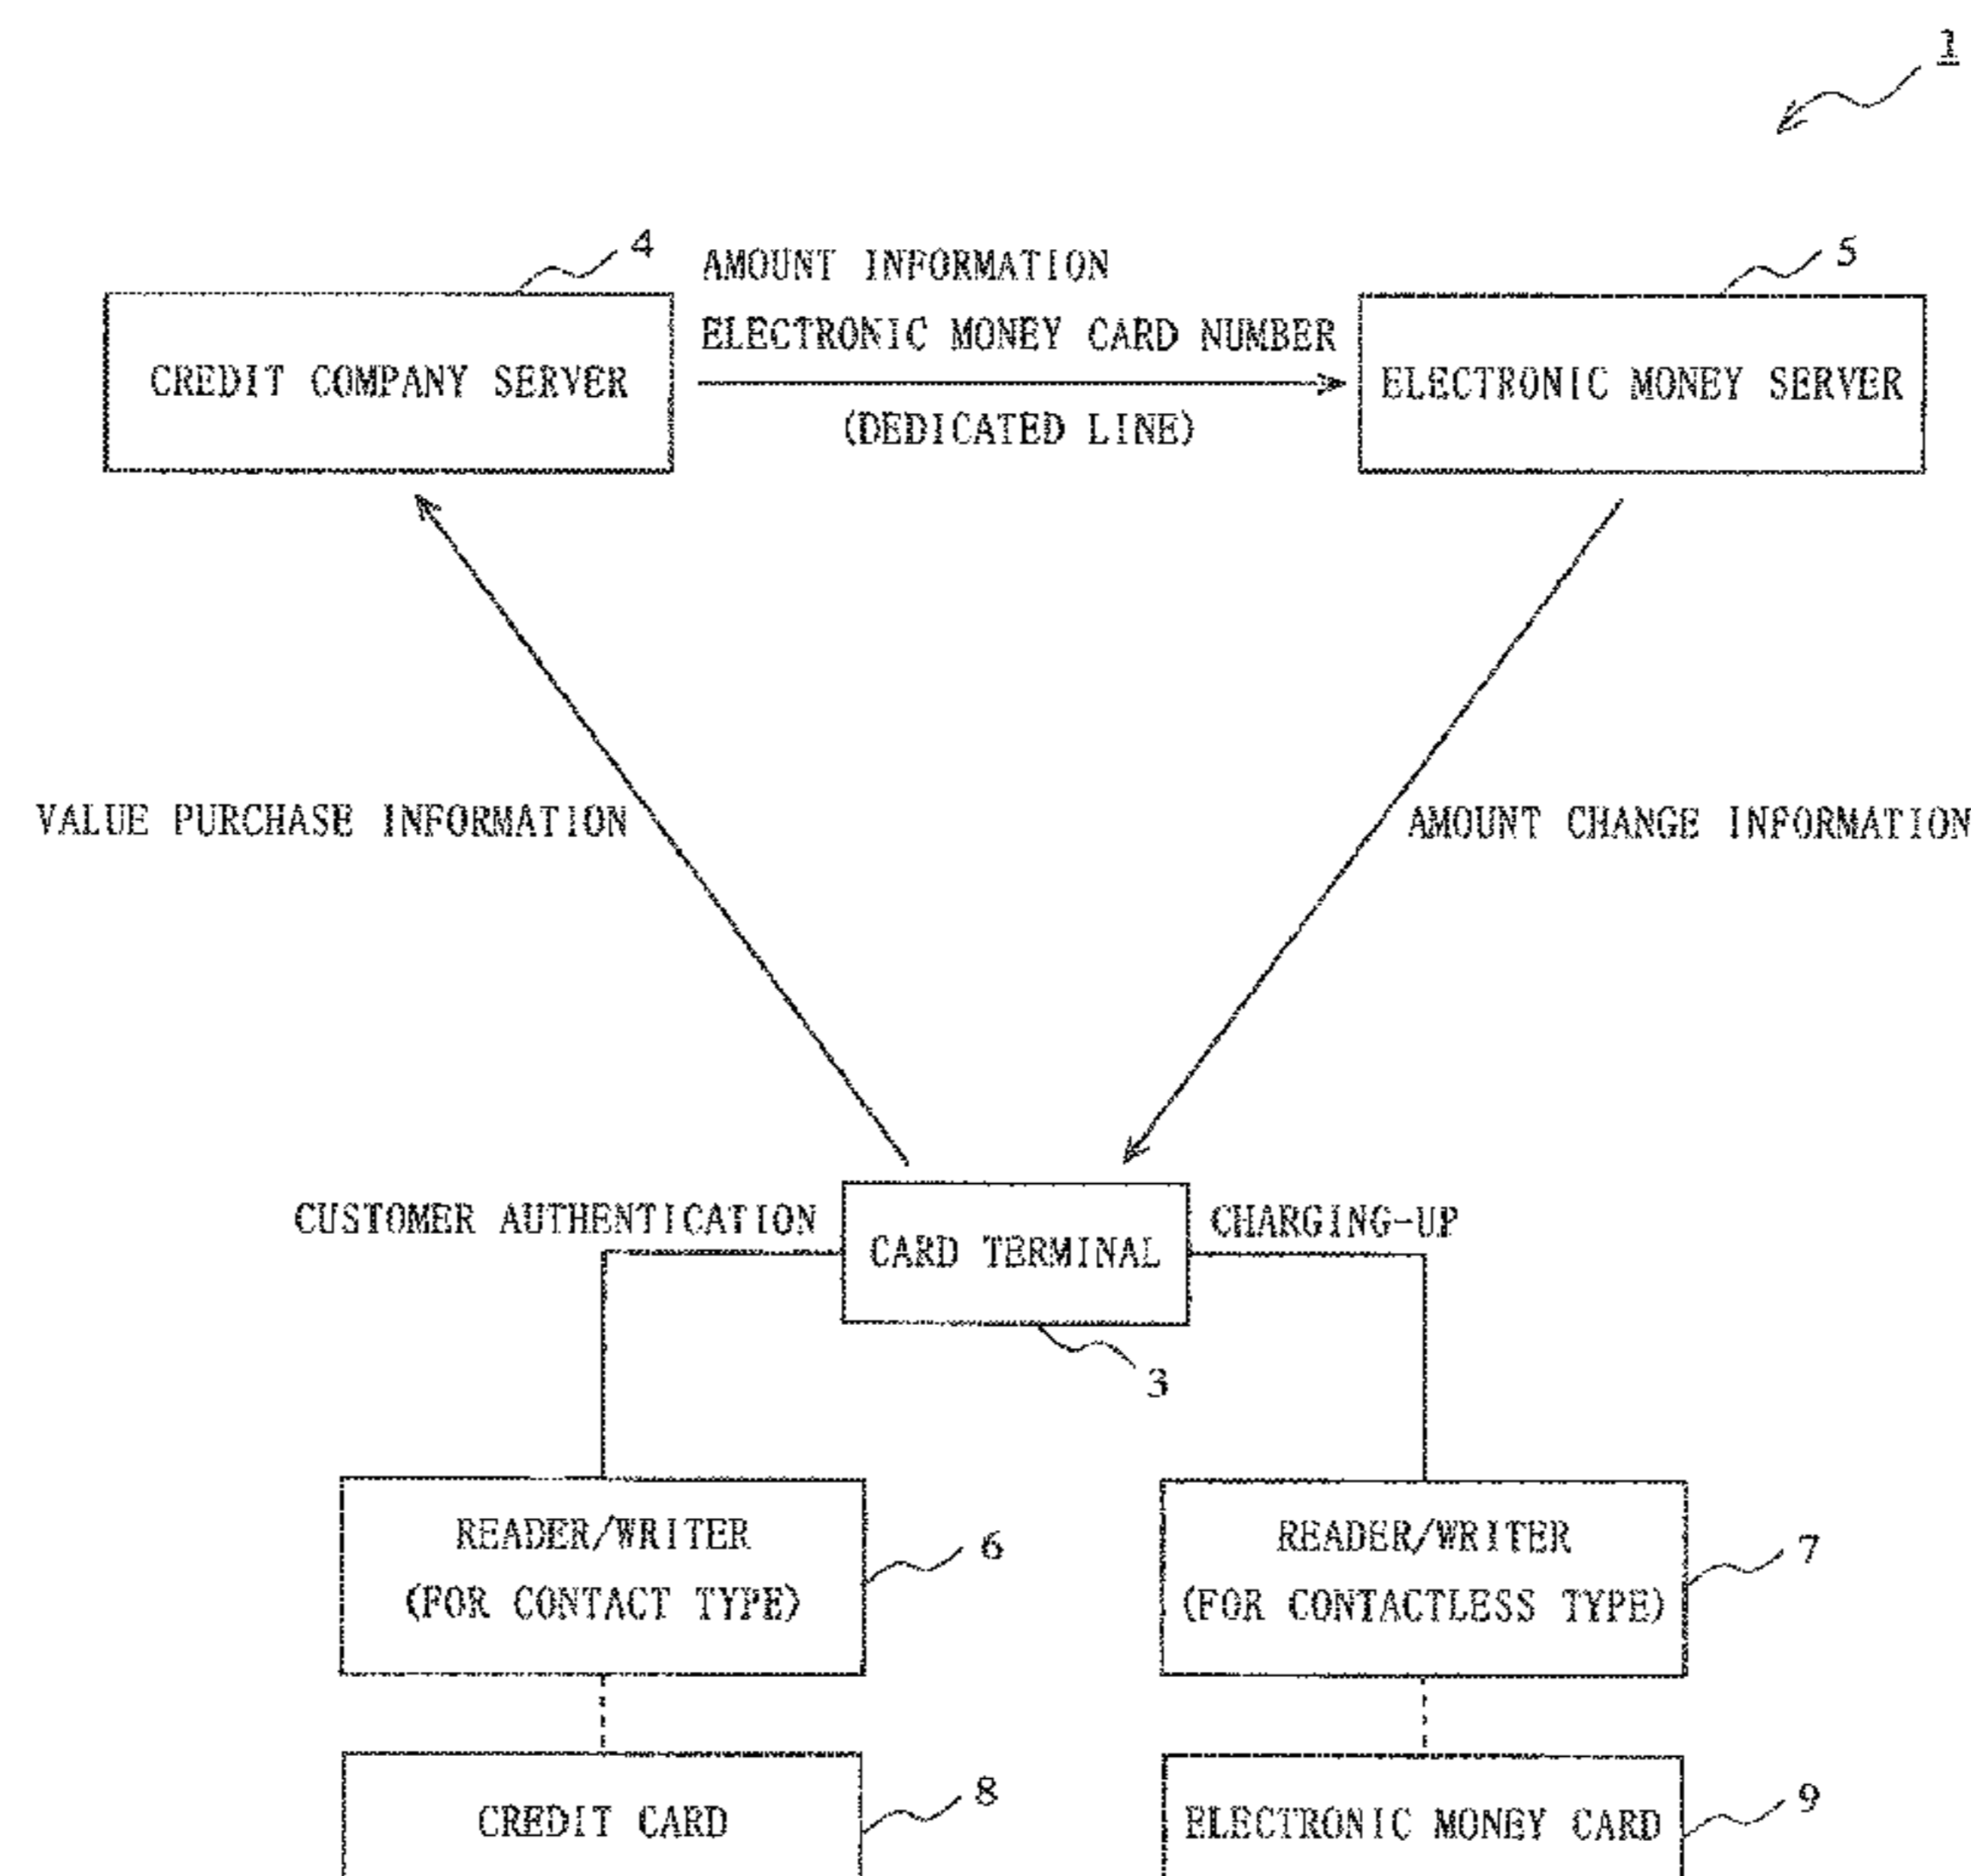 1
4
AMOUNT INFORMATION
5
ELECTRONIC MONEY CARD NUMBER
CREDIT COMPANY SERVER
ELECTRONIC MONEY SERVER
(DEDICATED LINE)
VALUE PURCHASE INFORMATION
AMOUNT CHANGE INFORMATION
CUSTOMER AUTHENTICATION
CHARGING-UP
CARD TERMINAL
3
READER/WRITER
(FOR CONTACT TYPE)
6
READER/WRITER
(FOR CONTACTLESS TYPE)
7
CREDIT CARD
8
ELECTRONIC MONEY CARD
9